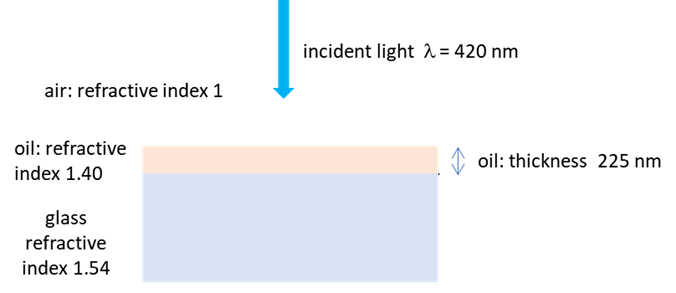 incident light λ = 420 nm
air: refractive index 1
oil: refractive
index 1.40
oil: thickness 225 nm
glass
refractive
index 1.54